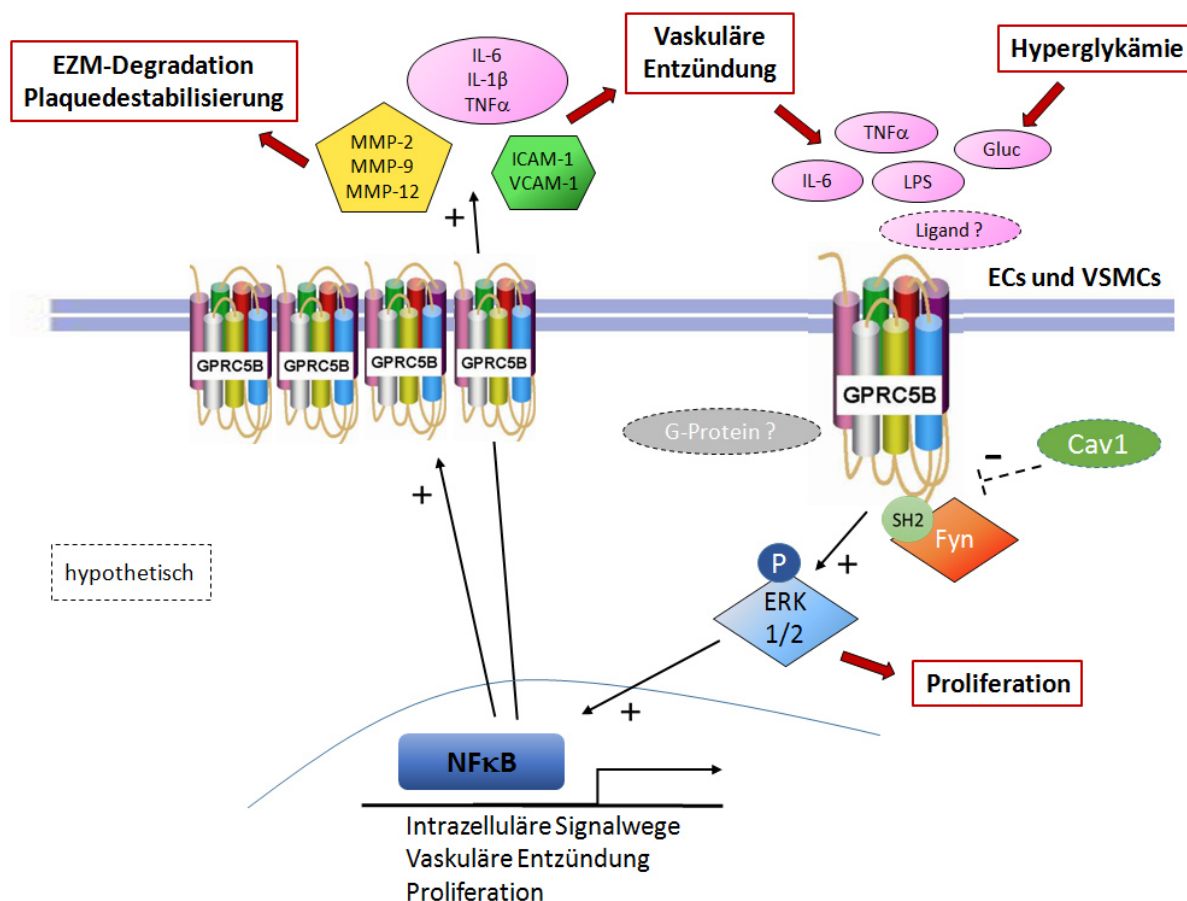 EZM-Degradation
Plaquedestabilisierung
IL-6
IL-1β
TNFα
Vaskuläre
Entzündung
Hyperglykämie
MMP-2
MMP-9
MMP-12
ICAM-1
VCAM-1
TNFα
Gluc
IL-6
LPS
Ligand ?
+
ECs und VSMCs
GPRC5B
GPRC5B
GPRC5B
GPRC5B
GPRC5B
G-Protein ?
Cav1
–
+
SH2
Fyn
hypothetisch
P
+
ERK
1/2
Proliferation
+
NFκB
Intrazelluläre Signalwege
Vaskuläre Entzündung
Proliferation